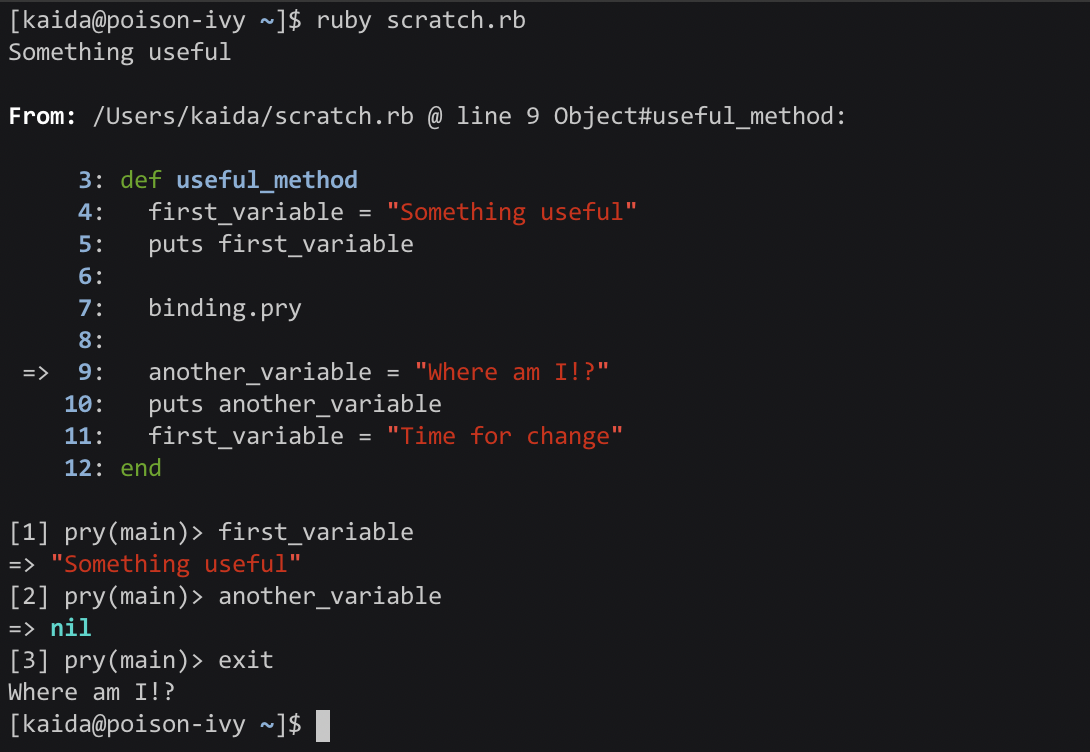 [kaida@poison-ivy ~]$ ruby scratch.rb
Something useful
From: /Users/kaida/scratch.rb @ line 9 Object#useful_method:
3: def useful_method
4:   first_variable = "Something useful"
5:   puts first_variable
6:
7:   binding.pry
8:
=>  9:   another_variable = "Where am I!?"
10:   puts another_variable
11:   first_variable = "Time for change"
12: end
[1] pry(main)> first_variable
=> "Something useful"
[2] pry(main)> another_variable
=> nil
[3] pry(main)> exit
Where am I!?
[kaida@poison-ivy ~]$